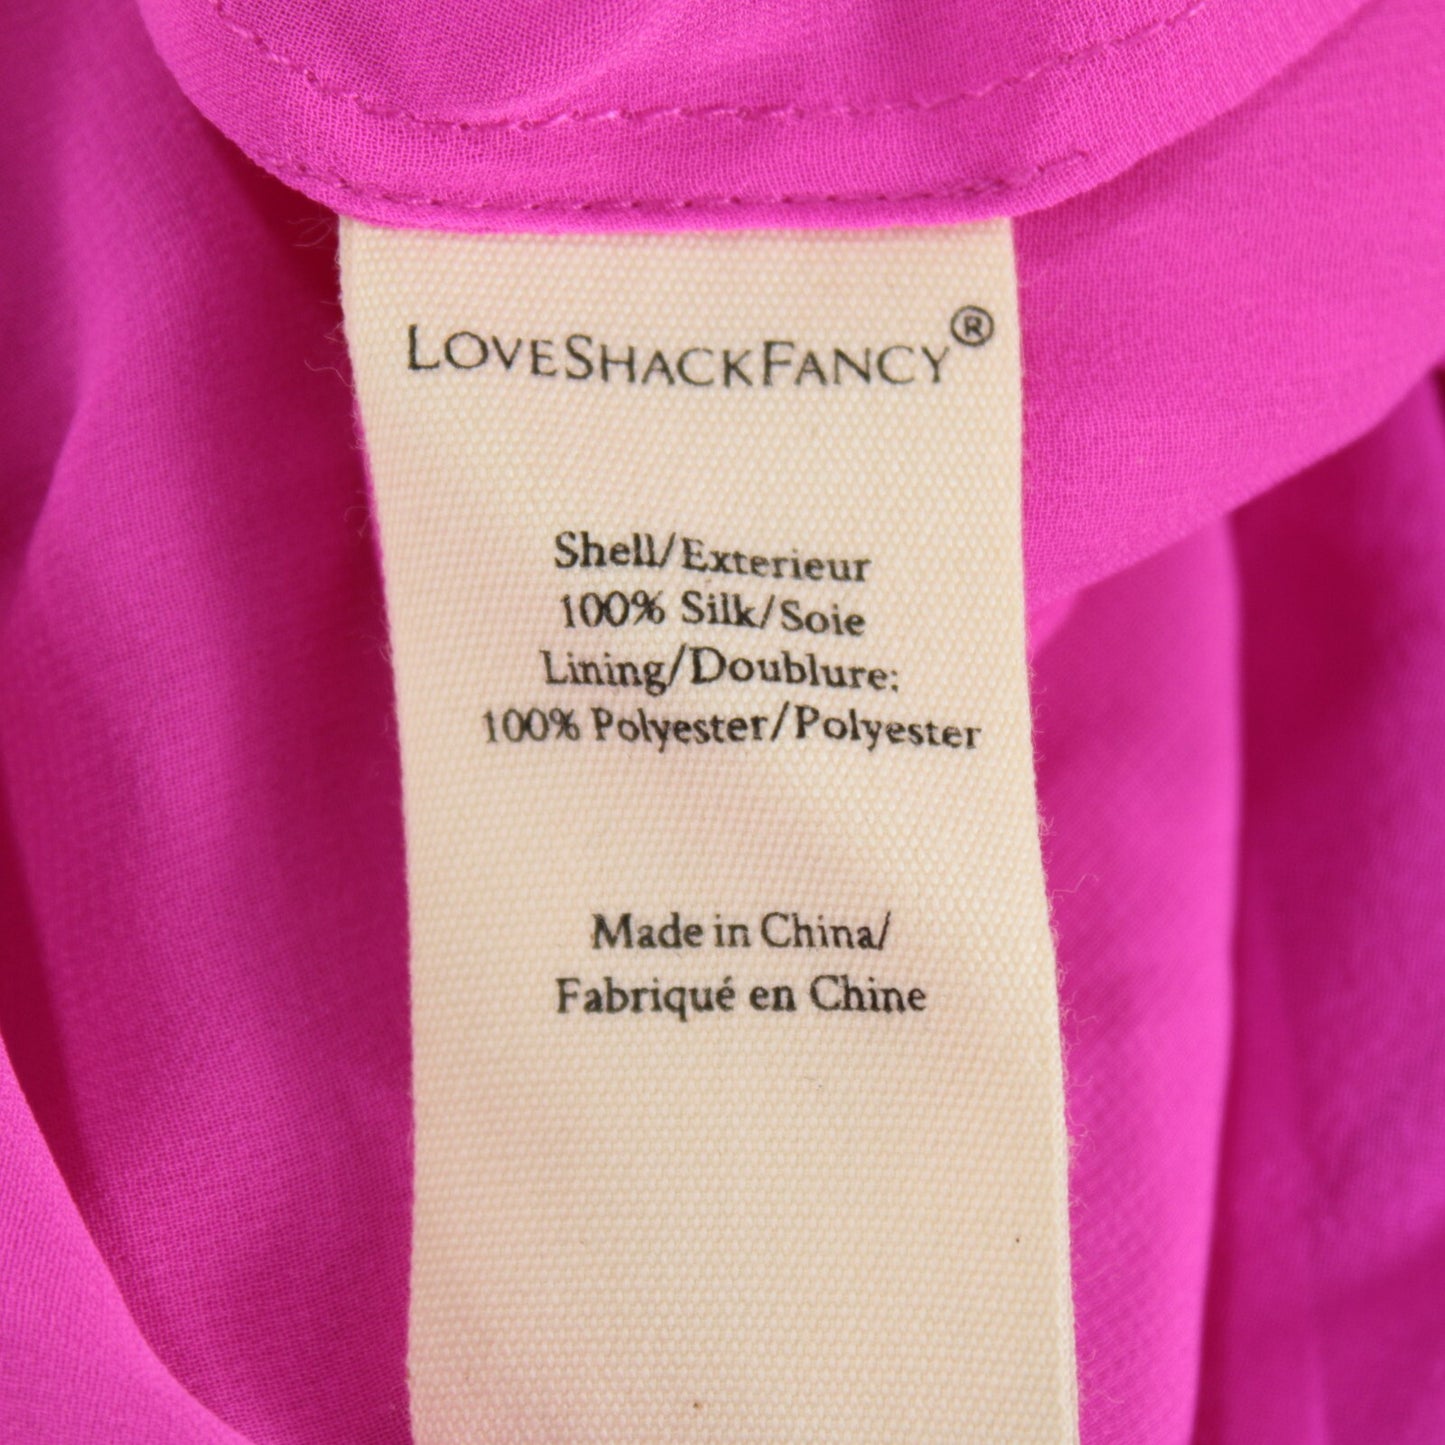 LOVESHACKFANCY®
Shell/Exterieur
100% Silk/Soie
Lining/Doublure:
100% Polyester/Polyester
Made in China/
Fabriqué en Chine